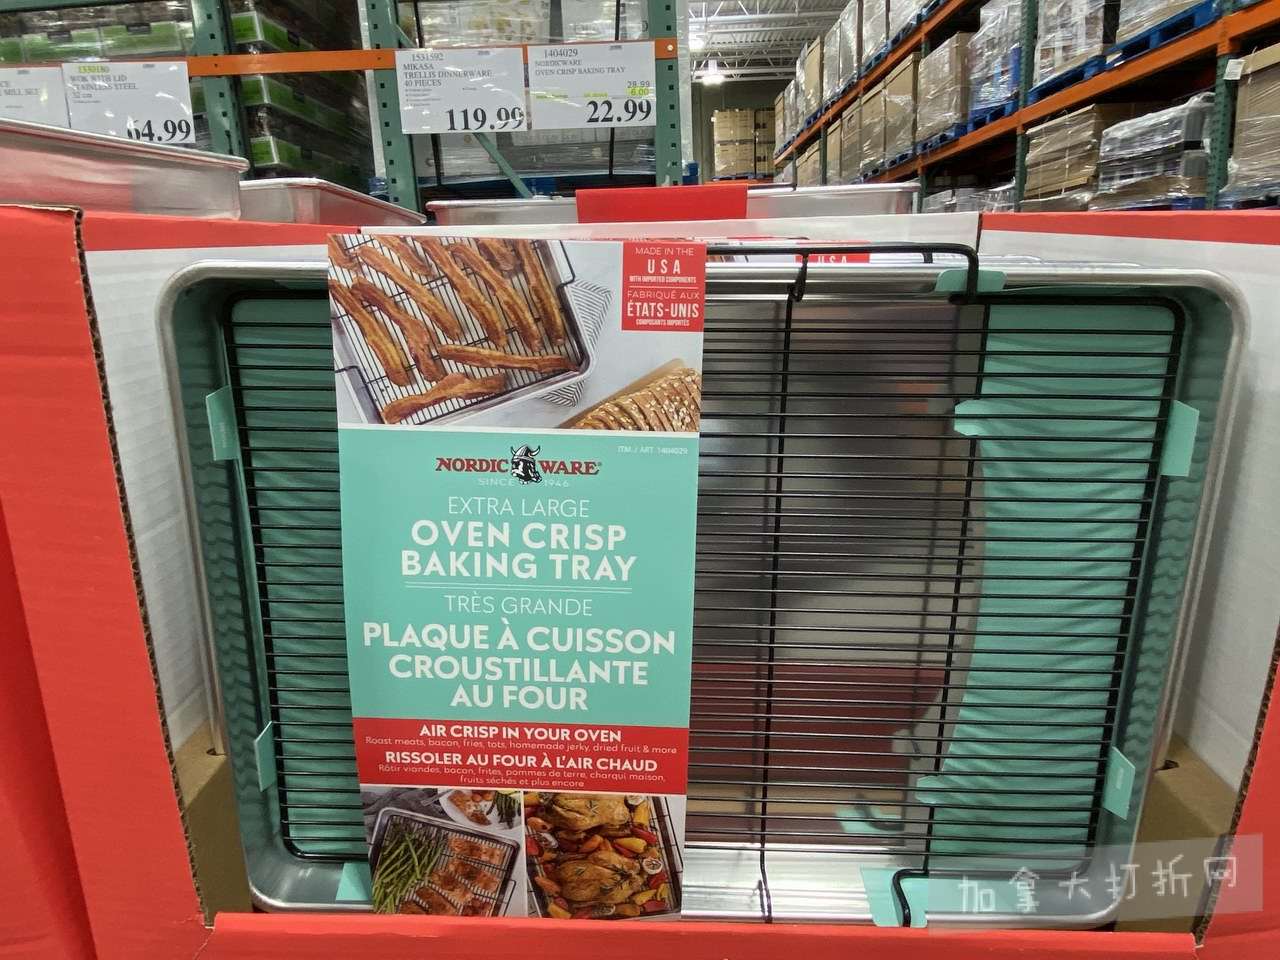 1330180
WOK WITH LID
STAINLESS STEEL
32 cm
64.99
1531592
MIKASA
TRELLIS DINNERWARE
40 PIECES
119.99
1404029
NORDICWARE
OVEN CRISP BAKING TRAY
28.99
6.00
22.99
MADE IN THE
USA
WITH IMPORTED COMPONENTS
FABRIQUÉ AUX
ÉTATS-UNIS
COMPOSANTS IMPORTÉS
USA
ITM. / ART. 1404029
NORDIC WARE®
SINCE 1946
EXTRA LARGE
OVEN CRISP
BAKING TRAY
TRÈS GRANDE
PLAQUE À CUISSON
CROUSTILLANTE
AU FOUR
AIR CRISP IN YOUR OVEN
Roast meats, bacon, fries, tots, homemade jerky, dried fruit & more
RISSOLER AU FOUR À L'AIR CHAUD
Rôtir viandes, bacon, frites, pommes de terre, charqui maison,
fruits séchés et plus encore
加拿大打折网